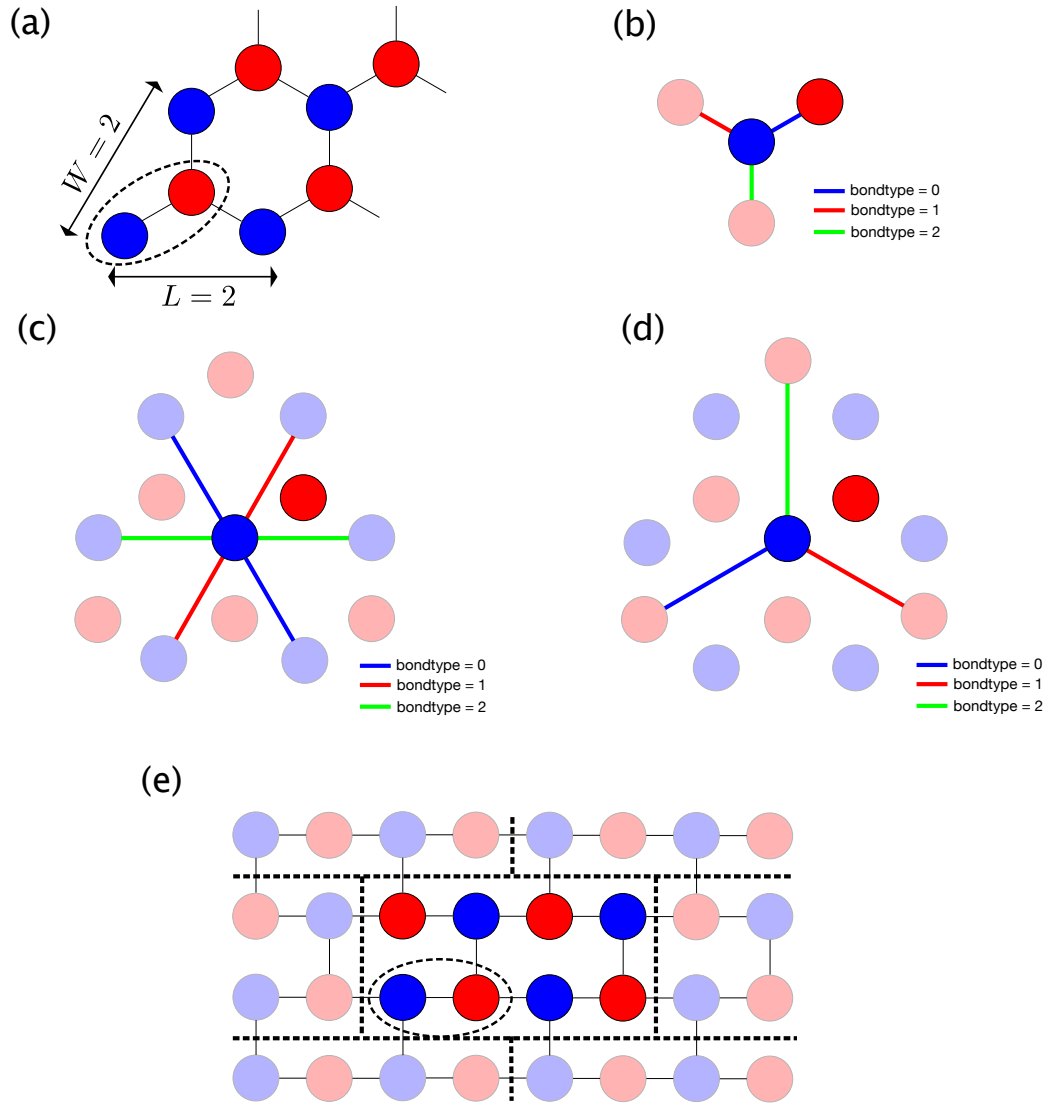 (a)
W = 2
L = 2
(b)
bondtype = 0
bondtype = 1
bondtype = 2
(c)
bondtype = 0
bondtype = 1
bondtype = 2
(d)
bondtype = 0
bondtype = 1
bondtype = 2
(e)